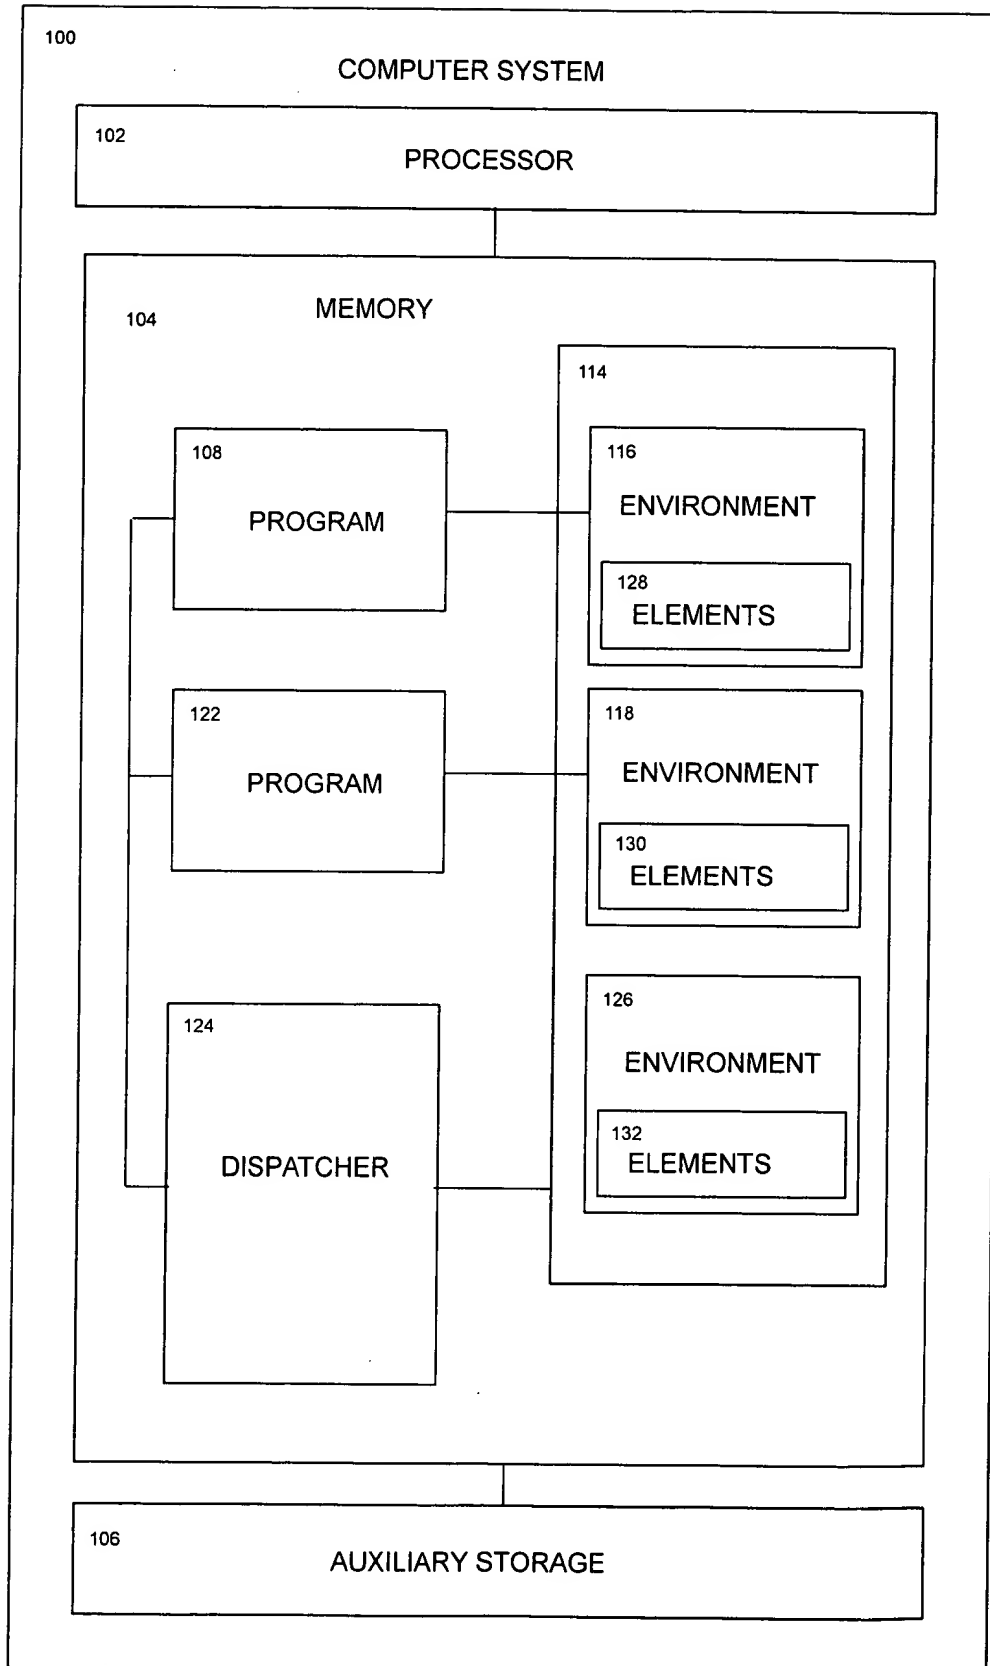 100
COMPUTER SYSTEM
102
PROCESSOR
104
MEMORY
114
108
PROGRAM
116
ENVIRONMENT
128
ELEMENTS
122
PROGRAM
118
ENVIRONMENT
130
ELEMENTS
124
DISPATCHER
126
ENVIRONMENT
132
ELEMENTS
106
AUXILIARY STORAGE